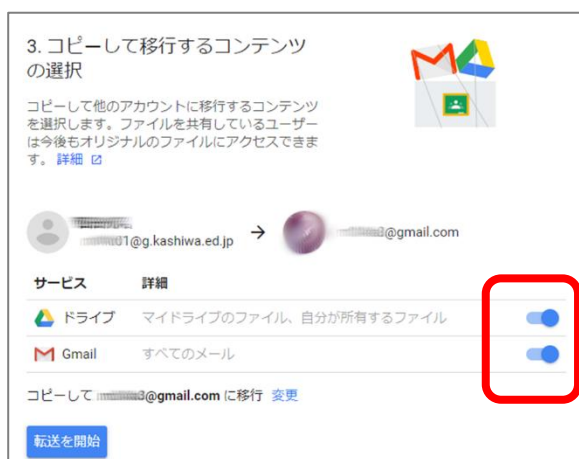 3. コピーして移行するコンテンツ
の選択
コピーして他のアカウントに移行するコンテンツ
を選択します。ファイルを共有しているユーザー
は今後もオリジナルのファイルにアクセスできま
す。 詳細
1@g.kashiwa.ed.jp → @gmail.com
サービス 詳細
ドライブ マイドライブのファイル、自分が所有するファイル
Gmail すべてのメール
コピーして 3@gmail.com に移行 変更
転送を開始